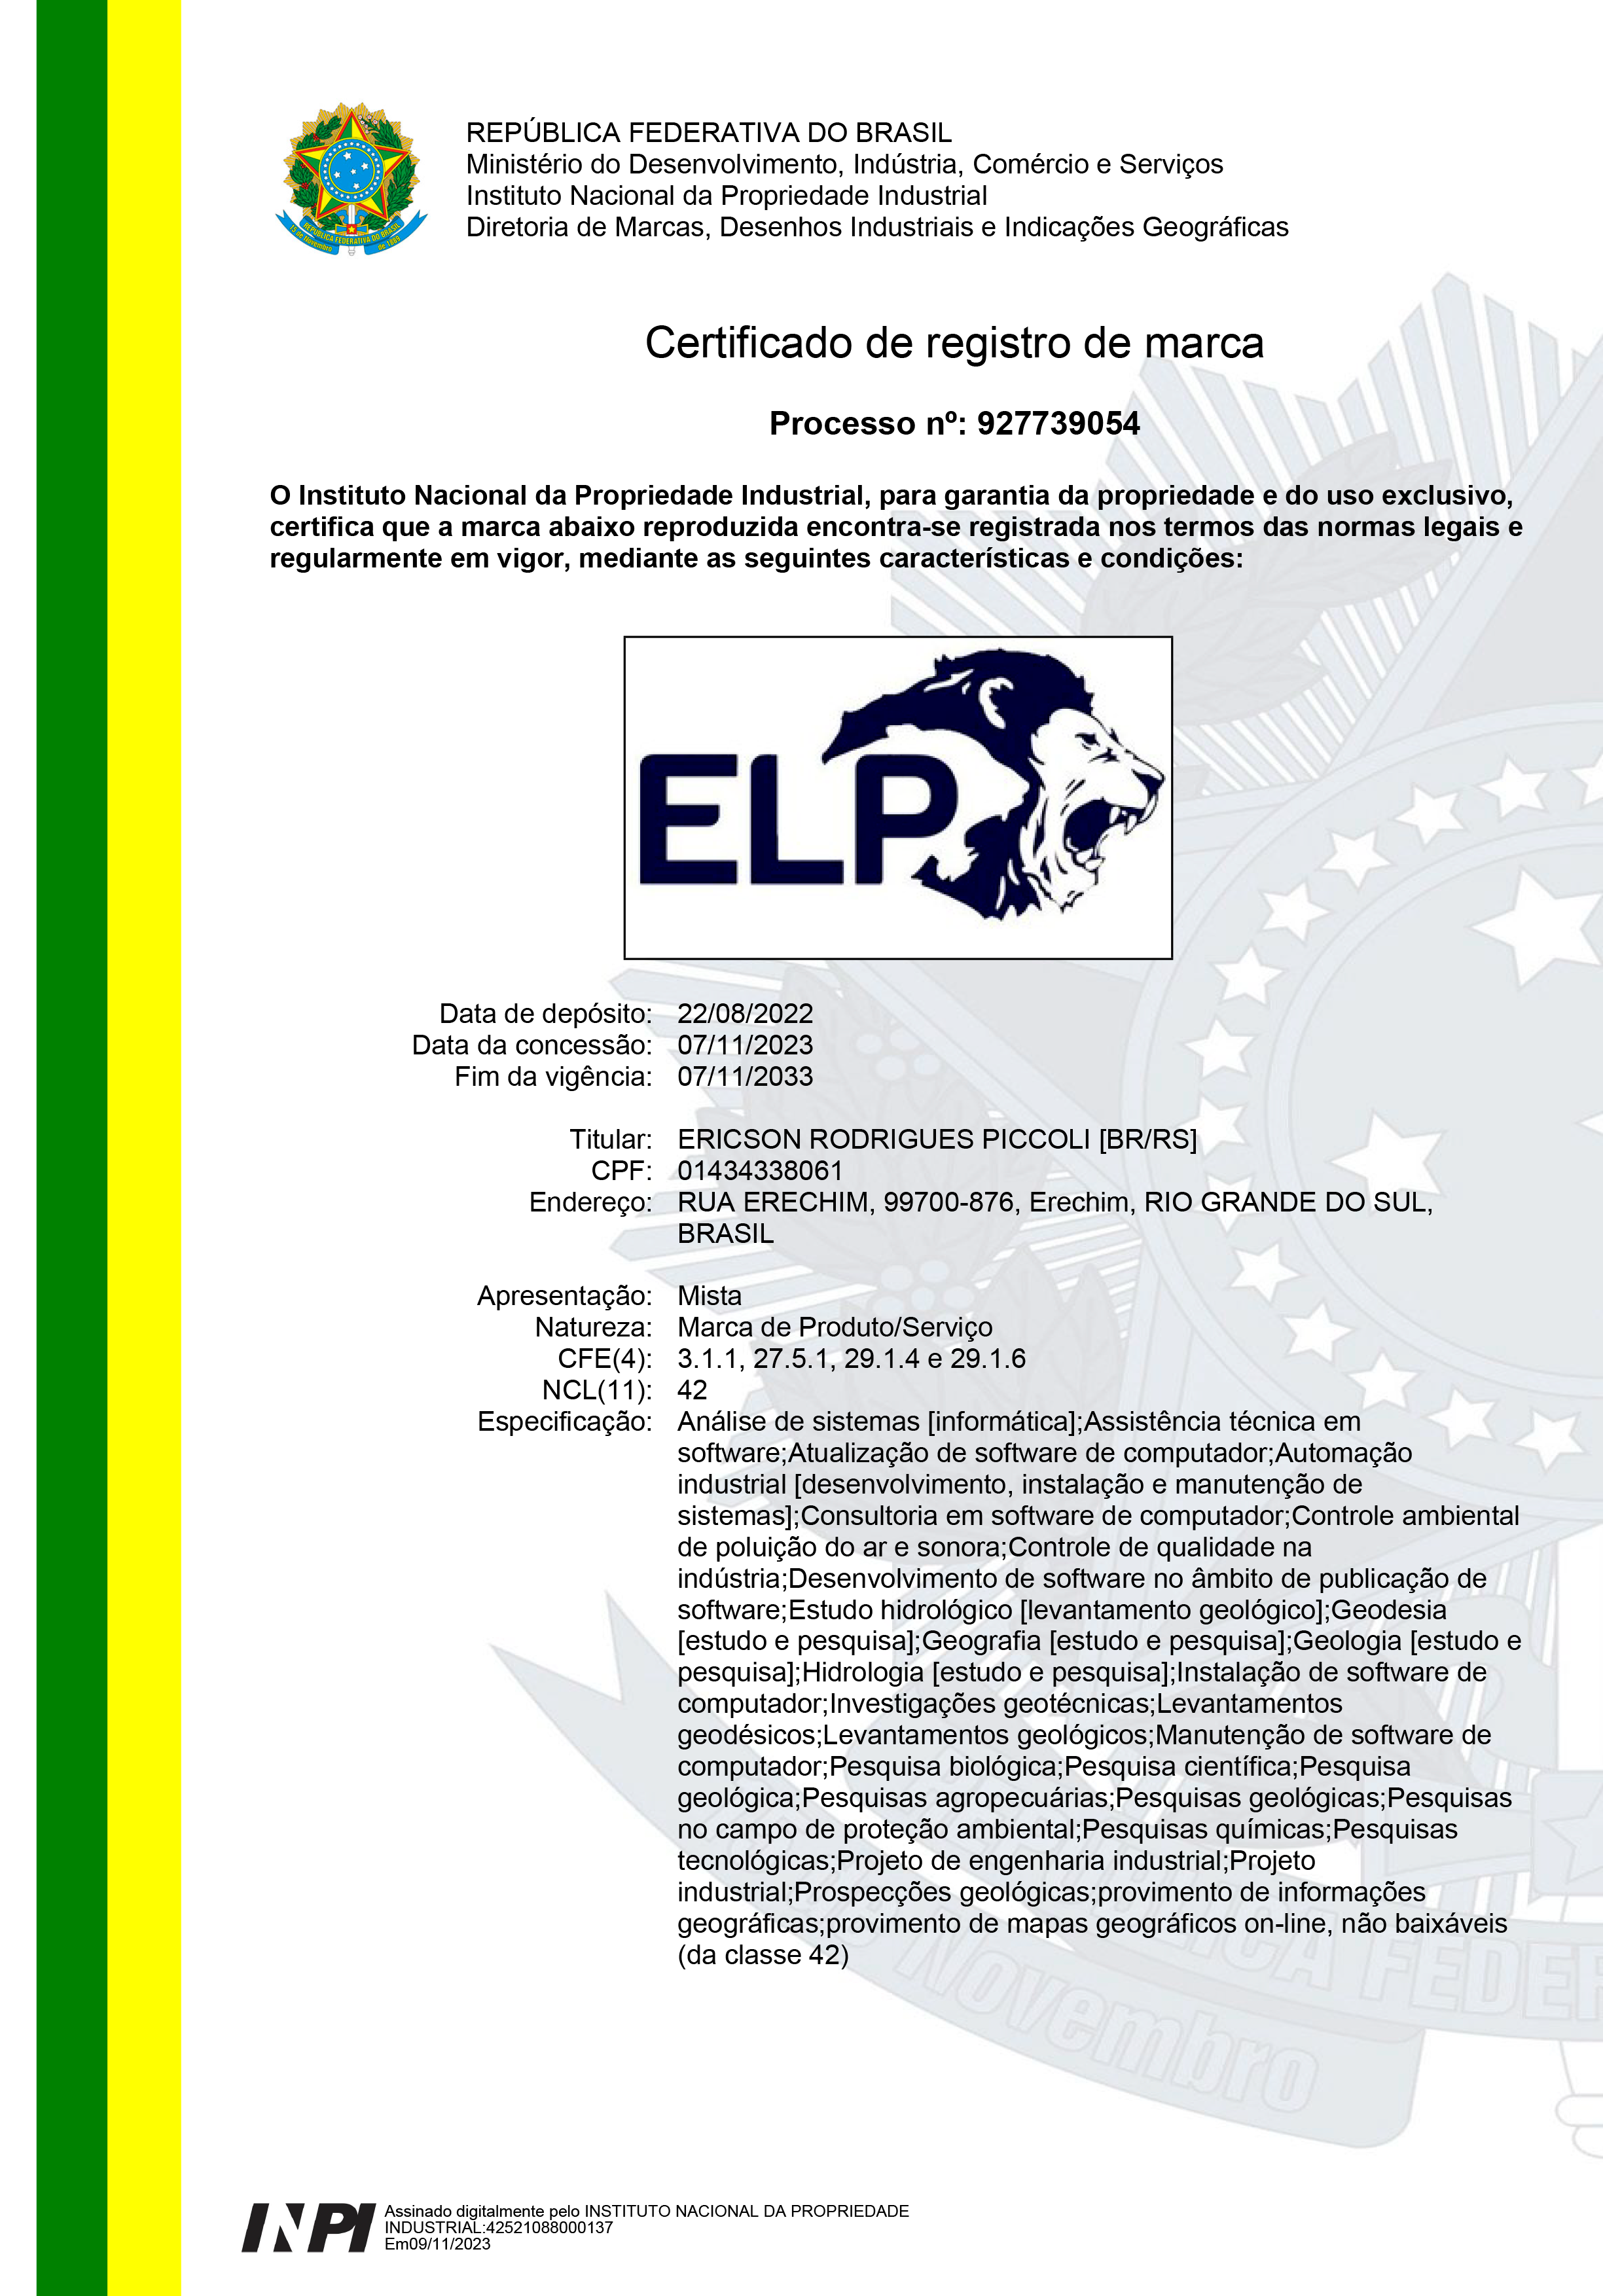 REPÚBLICA FEDERATIVA DO BRASIL
Ministério do Desenvolvimento, Indústria, Comércio e Serviços
Instituto Nacional da Propriedade Industrial
Diretoria de Marcas, Desenhos Industriais e Indicações Geográficas
REPÚBLICA FEDERATIVA DO BRASIL
15 de Novembro
de 1889
Certificado de registro de marca
Processo nº: 927739054
O Instituto Nacional da Propriedade Industrial, para garantia da propriedade e do uso exclusivo,
certifica que a marca abaixo reproduzida encontra-se registrada nos termos das normas legais e
regularmente em vigor, mediante as seguintes características e condições:
ELP
Data de depósito: 22/08/2022
Data da concessão: 07/11/2023
Fim da vigência: 07/11/2033
Titular: ERICSON RODRIGUES PICCOLI [BR/RS]
CPF: 01434338061
Endereço: RUA ERECHIM, 99700-876, Erechim, RIO GRANDE DO SUL,
BRASIL
Apresentação: Mista
Natureza: Marca de Produto/Serviço
CFE(4): 3.1.1, 27.5.1, 29.1.4 e 29.1.6
NCL(11): 42
Especificação: Análise de sistemas [informática];Assistência técnica em
software;Atualização de software de computador;Automação
industrial [desenvolvimento, instalação e manutenção de
sistemas];Consultoria em software de computador;Controle ambiental
de poluição do ar e sonora;Controle de qualidade na
indústria;Desenvolvimento de software no âmbito de publicação de
software;Estudo hidrológico [levantamento geológico];Geodesia
[estudo e pesquisa];Geografia [estudo e pesquisa];Geologia [estudo e
pesquisa];Hidrologia [estudo e pesquisa];Instalação de software de
computador;Investigações geotécnicas;Levantamentos
geodésicos;Levantamentos geológicos;Manutenção de software de
computador;Pesquisa biológica;Pesquisa científica;Pesquisa
geológica;Pesquisas agropecuárias;Pesquisas geológicas;Pesquisas
no campo de proteção ambiental;Pesquisas químicas;Pesquisas
tecnológicas;Projeto de engenharia industrial;Projeto
industrial;Prospecções geológicas;provimento de informações
geográficas;provimento de mapas geográficos on-line, não baixáveis
(da classe 42)
Novembro
INPI
Assinado digitalmente pelo INSTITUTO NACIONAL DA PROPRIEDADE
INDUSTRIAL:42521088000137
Em09/11/2023